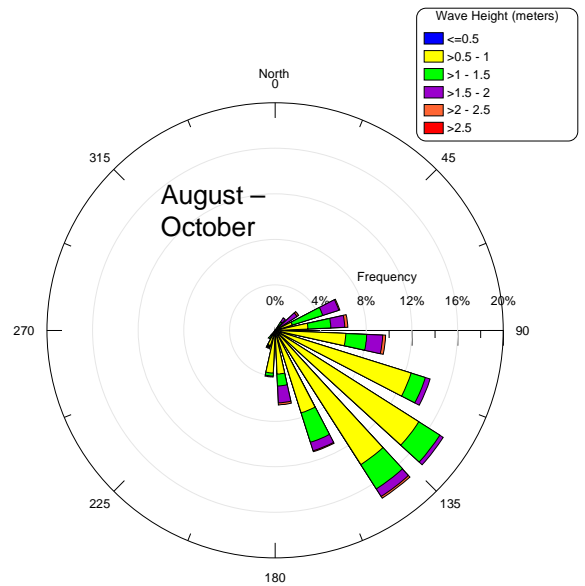 Wave Height (meters)
<=0.5
>0.5 - 1
>1 - 1.5
>1.5 - 2
>2 - 2.5
>2.5
North
0
315
45
August –
October
Frequency
0% 4% 8% 12% 16% 20%
270
90
225
135
180